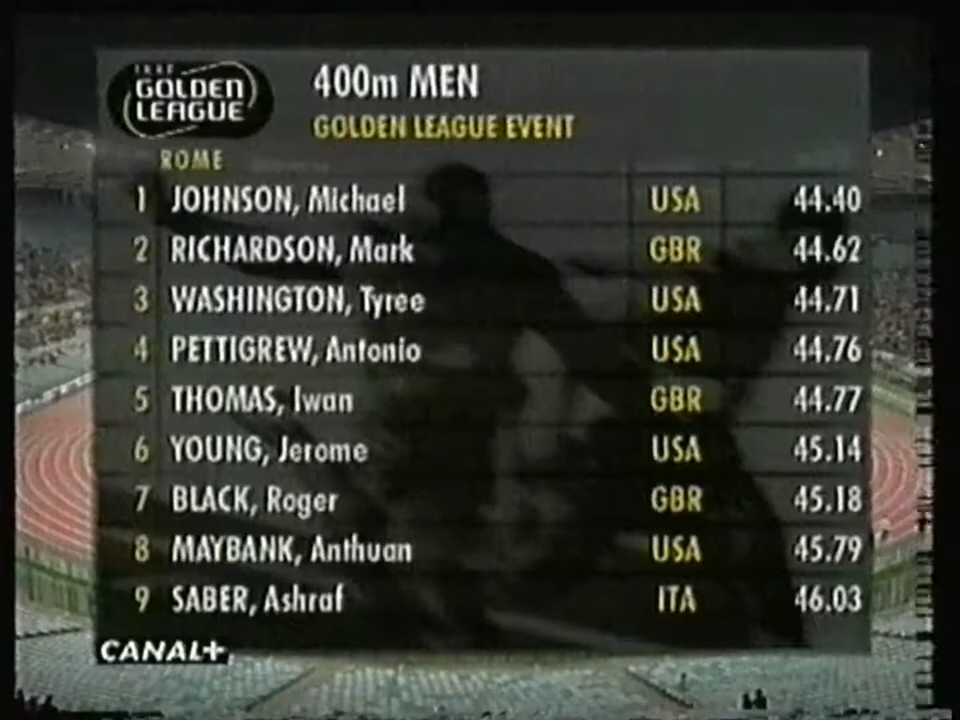 IAAF
GOLDEN
LEAGUE
400m MEN
GOLDEN LEAGUE EVENT
ROME
1 JOHNSON, Michael USA 44.40
2 RICHARDSON, Mark GBR 44.62
3 WASHINGTON, Tyree USA 44.71
4 PETTIGREW, Antonio USA 44.76
5 THOMAS, Iwan GBR 44.77
6 YOUNG, Jerome USA 45.14
7 BLACK, Roger GBR 45.18
8 MAYBANK, Anthuan USA 45.79
9 SABER, Ashraf ITA 46.03
CANAL+